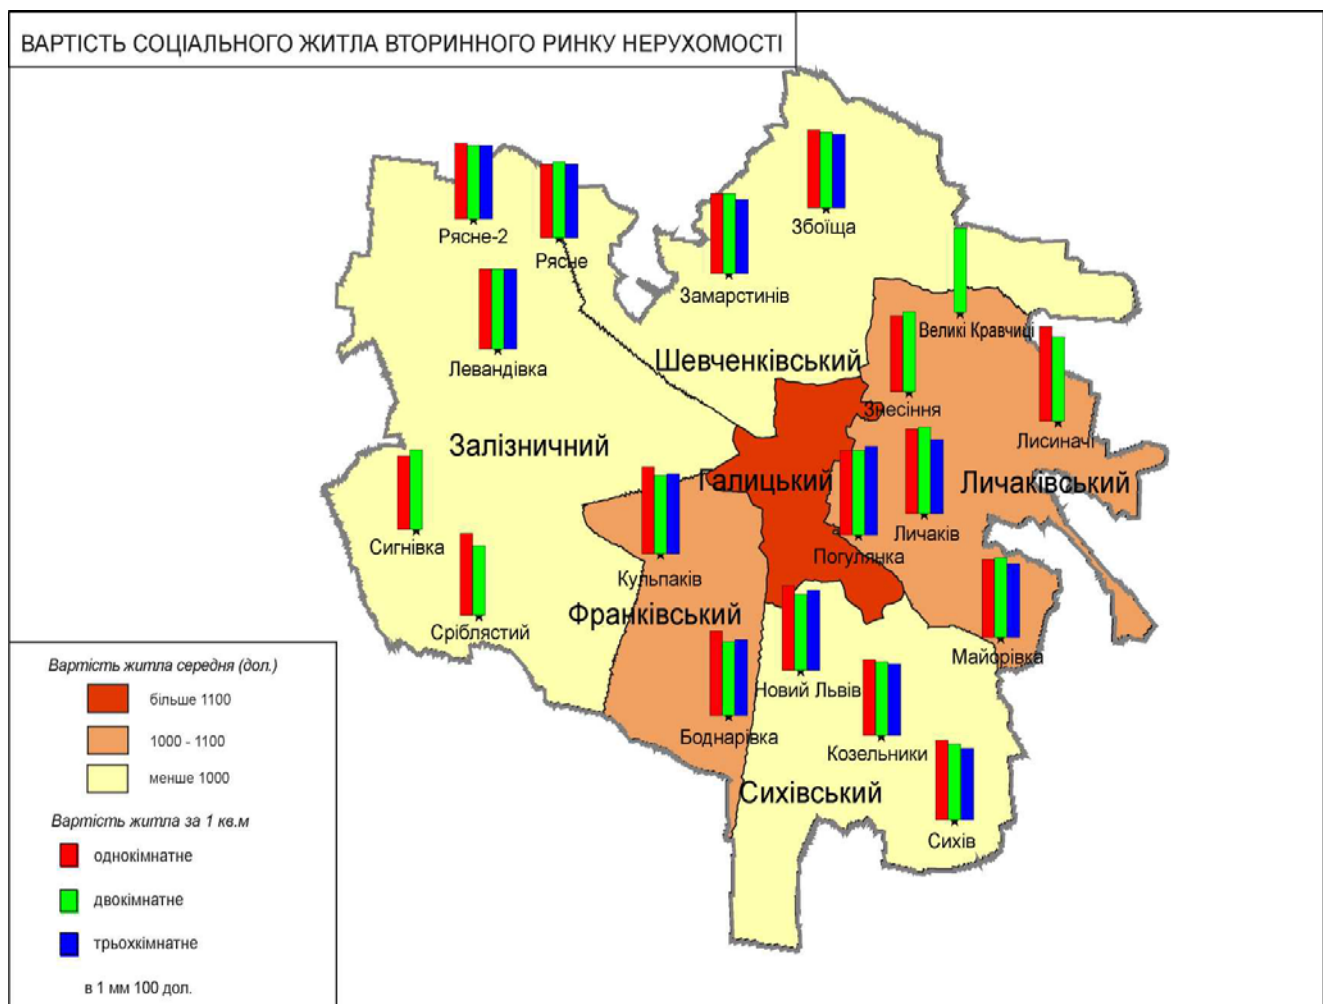 ВАРТІСТЬ СОЦІАЛЬНОГО ЖИТЛА ВТОРИННОГО РИНКУ НЕРУХОМОСТІ
Рясне-2
Рясне
Збоїща
Замарстинів
Великі Кравчиці
Левандівка
Шевченківський
Знесіння
Лисиначі
Залізничний
Галицький
Личаківський
Личаків
Сигнівка
Погулянка
Кульпаків
Сріблястий
Франківський
Майорівка
Новий Львів
Боднарівка
Козельники
Сихівський
Сихів
Вартість житла середня (дол.)
більше 1100
1000 - 1100
менше 1000
Вартість житла за 1 кв.м
однокімнатне
двокімнатне
трьохкімнатне
в 1 мм 100 дол.